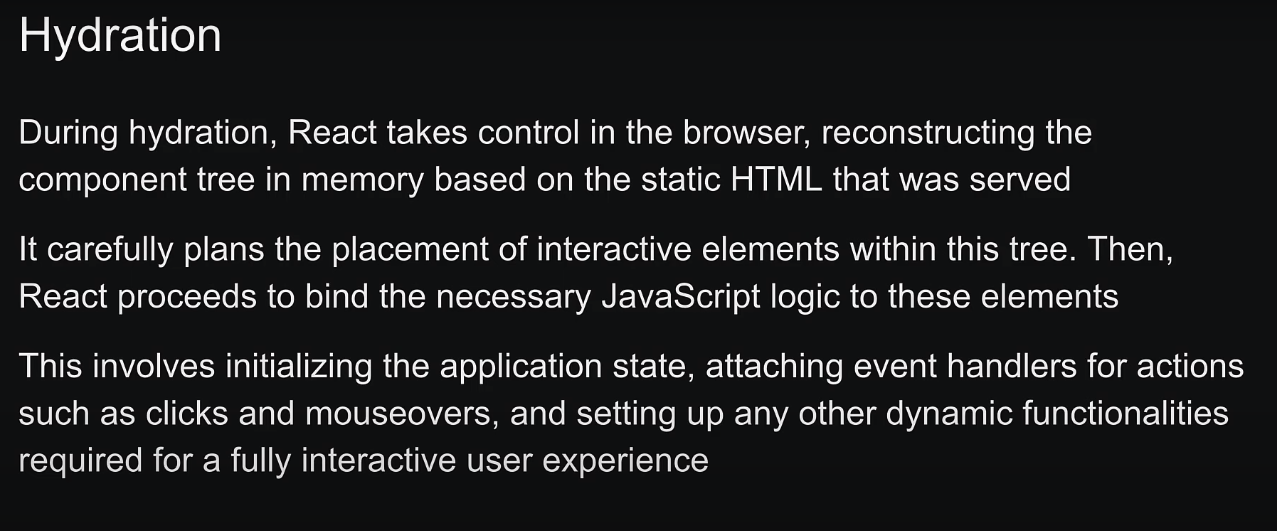 Hydration
During hydration, React takes control in the browser, reconstructing the
component tree in memory based on the static HTML that was served
It carefully plans the placement of interactive elements within this tree. Then,
React proceeds to bind the necessary JavaScript logic to these elements
This involves initializing the application state, attaching event handlers for actions
such as clicks and mouseovers, and setting up any other dynamic functionalities
required for a fully interactive user experience